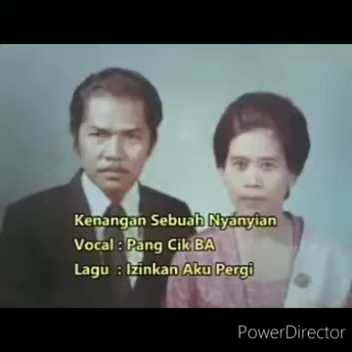 Kenangan Sebuah Nyanyian
Vocal : Pang Cik BA
Lagu : Izinkan Aku Pergi
PowerDirector